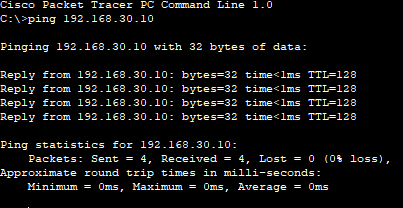 Cisco Packet Tracer PC Command Line 1.0
C:\>ping 192.168.30.10
Pinging 192.168.30.10 with 32 bytes of data:
Reply from 192.168.30.10: bytes=32 time<1ms TTL=128
Reply from 192.168.30.10: bytes=32 time<1ms TTL=128
Reply from 192.168.30.10: bytes=32 time<1ms TTL=128
Reply from 192.168.30.10: bytes=32 time<1ms TTL=128
Ping statistics for 192.168.30.10:
Packets: Sent = 4, Received = 4, Lost = 0 (0% loss),
Approximate round trip times in milli-seconds:
Minimum = 0ms, Maximum = 0ms, Average = 0ms